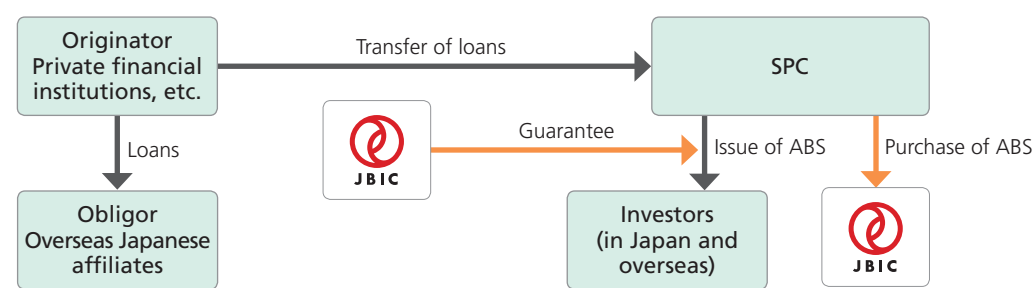 Originator
Private financial
institutions, etc.
Transfer of loans
SPC
Guarantee
JBIC
Loans
Issue of ABS
Purchase of ABS
Obligor
Overseas Japanese
affiliates
Investors
(in Japan and
overseas)
JBIC